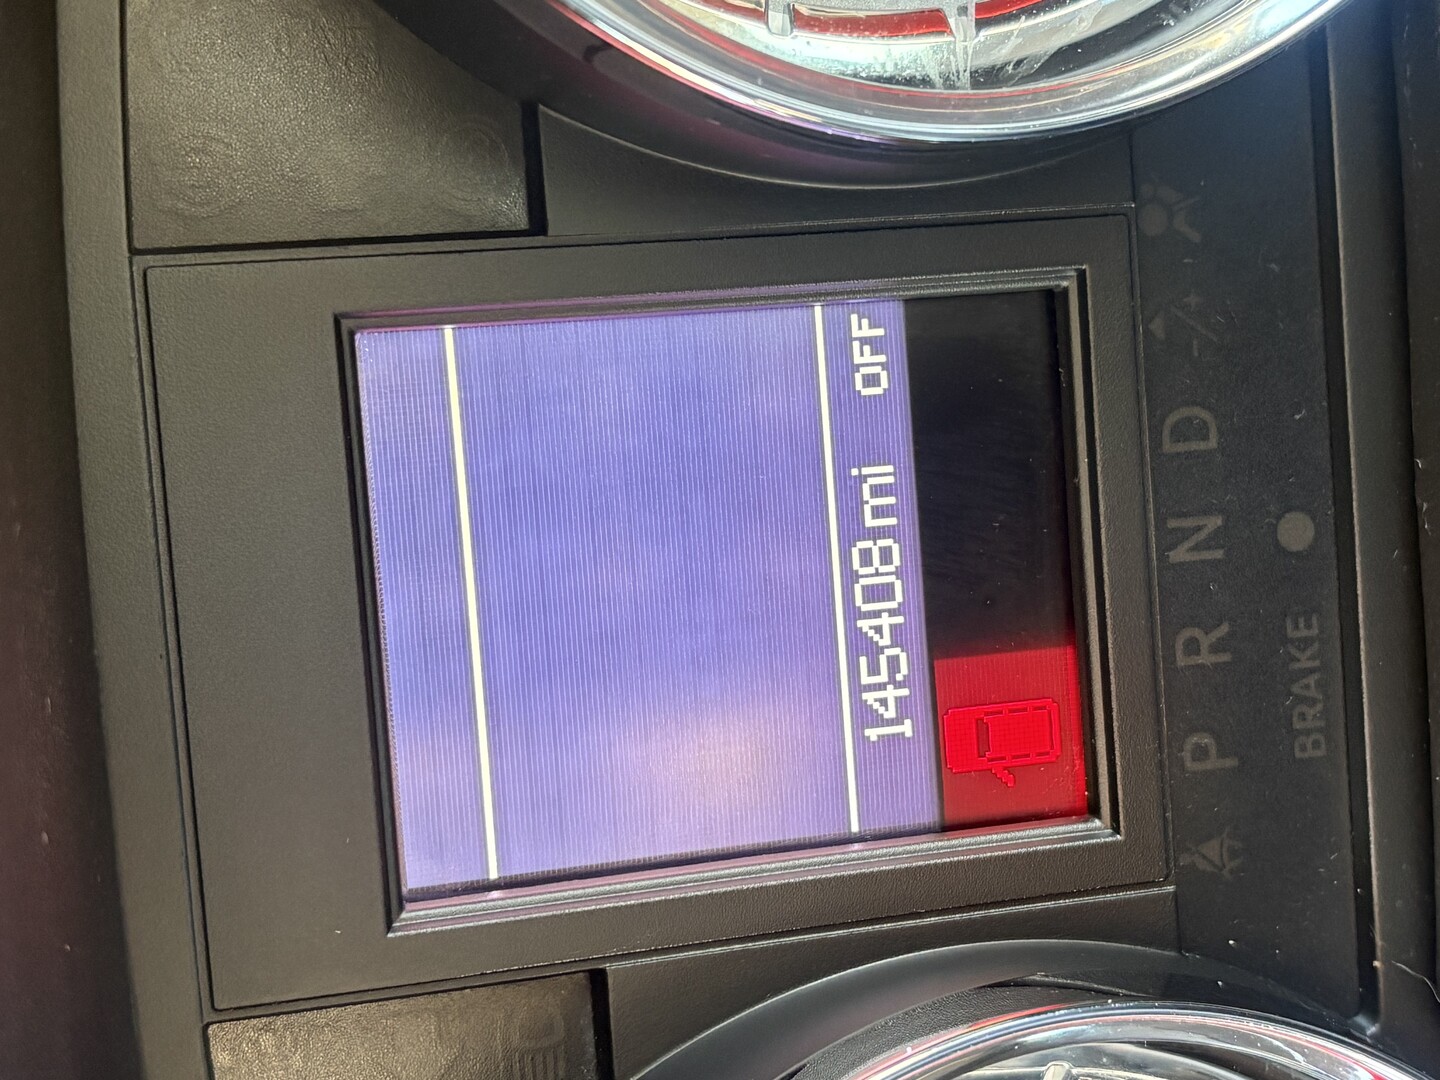 145408 mi OFF
P R N D -/+
BRAKE